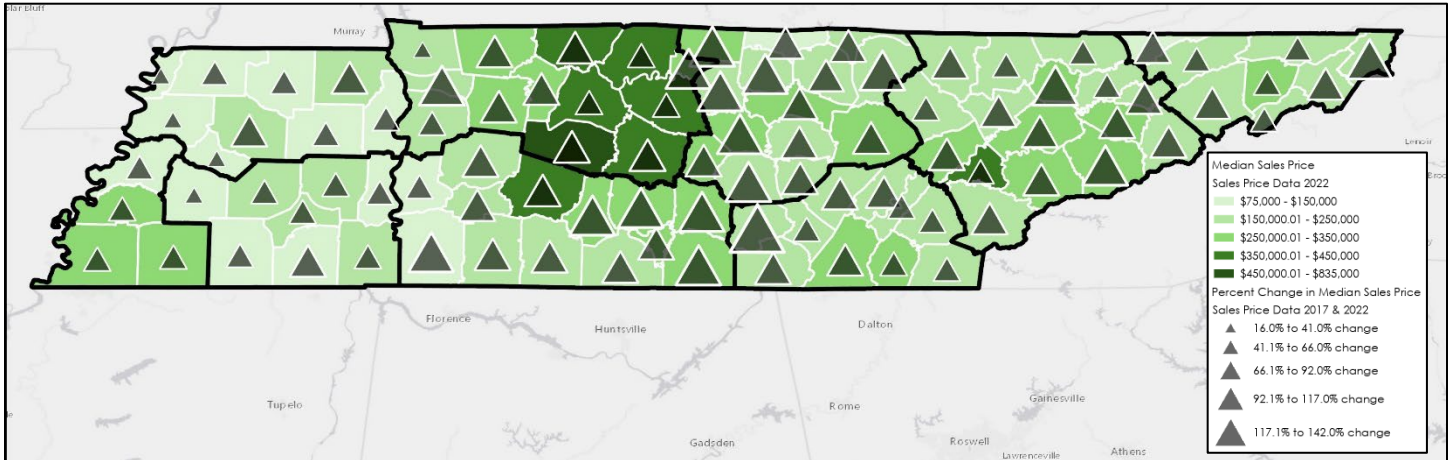 Murray
Lenoir
Florence
Huntsville
Dalton
Tupelo
Rome
Gainesville
Gadsden
Roswell
Lawrenceville
Athens
Median Sales Price
Sales Price Data 2022
$75,000 - $150,000
$150,000.01 - $250,000
$250,000.01 - $350,000
$350,000.01 - $450,000
$450,000.01 - $835,000
Percent Change in Median Sales Price
Sales Price Data 2017 & 2022
16.0% to 41.0% change
41.1% to 66.0% change
66.1% to 92.0% change
92.1% to 117.0% change
117.1% to 142.0% change